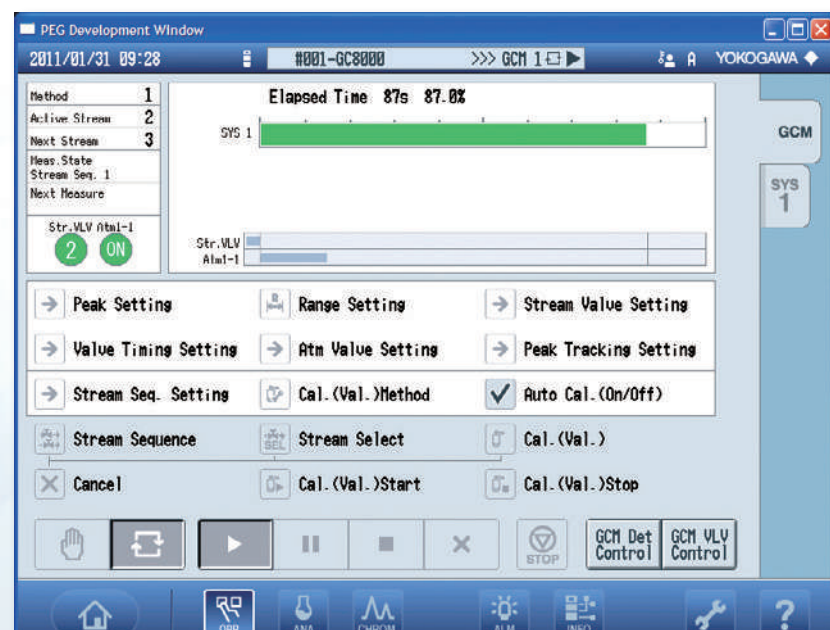 PEG Development Window
2011/01/31 09:28 #001-GC8000 >>> GCM 1 A YOKOGAWA
Method 1
Active Stream 2
Next Stream 3
Meas.State
Stream Seq. 1
Next Measure
Str.VLV Atm1-1
2 ON
Elapsed Time 87s 87.0%
SYS 1
Str.VLV
Atm1-1
GCM
SYS
1
Peak Setting Range Setting Stream Value Setting
Value Timing Setting Atm Value Setting Peak Tracking Setting
Stream Seq. Setting Cal.(Val.)Method Auto Cal.(On/Off)
Stream Sequence SEL Stream Select Cal.(Val.)
Cancel Cal.(Val.)Start Cal.(Val.)Stop
STOP
GCM Det Control
GCM VLV Control
OPR ANA CHROM ALM INFO ?